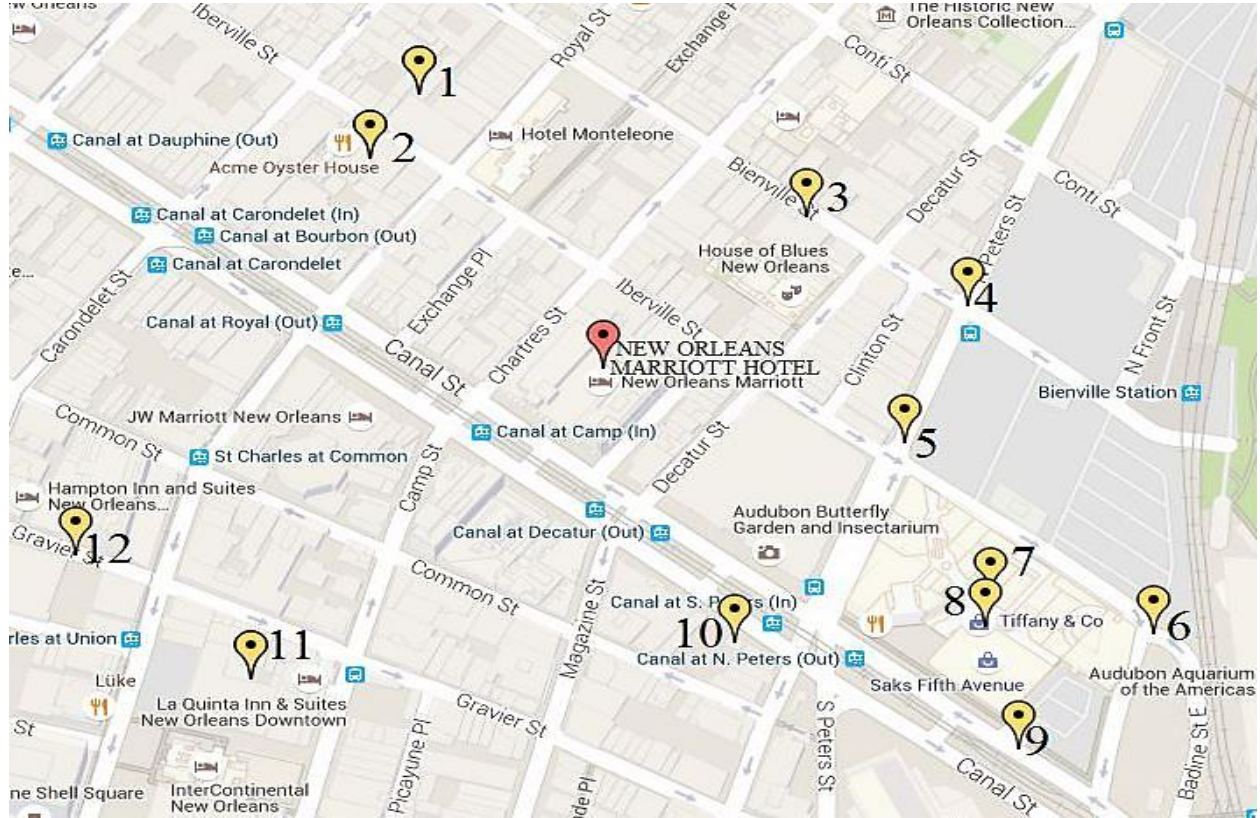 w Orleans
Iberville St
Royal St
Exchange P
Conti St
The Historic New
Orleans Collection...
1
2
Canal at Dauphine (Out)
Acme Oyster House
Hotel Monteleone
Bienville St
3
Decatur St
Conti St
Canal at Carondelet (In)
Canal at Bourbon (Out)
Canal at Carondelet
e...
House of Blues
New Orleans
Peters St
4
Carondelet St
Exchange Pl
Iberville St
Canal at Royal (Out)
Canal St
Chartres St
NEW ORLEANS
MARRIOTT HOTEL
New Orleans Marriott
Clinton St
N Front St
Bienville Station
JW Marriott New Orleans
Common St
Canal at Camp (In)
5
St Charles at Common
Camp St
Decatur St
Hampton Inn and Suites
New Orleans...
Gravier St
12
Canal at Decatur (Out)
Audubon Butterfly
Garden and Insectarium
Common St
Magazine St
7
8
Tiffany & Co
6
Canal at S. Peters (In)
10
rles at Union
11
Canal at N. Peters (Out)
Saks Fifth Avenue
Audubon Aquarium
of the Americas
Lüke
La Quinta Inn & Suites
New Orleans Downtown
Gravier St
St
S Peters St
9
Canal St
Badine St E
Picayune Pl
InterContinental
New Orleans
ne Shell Square
de Pl